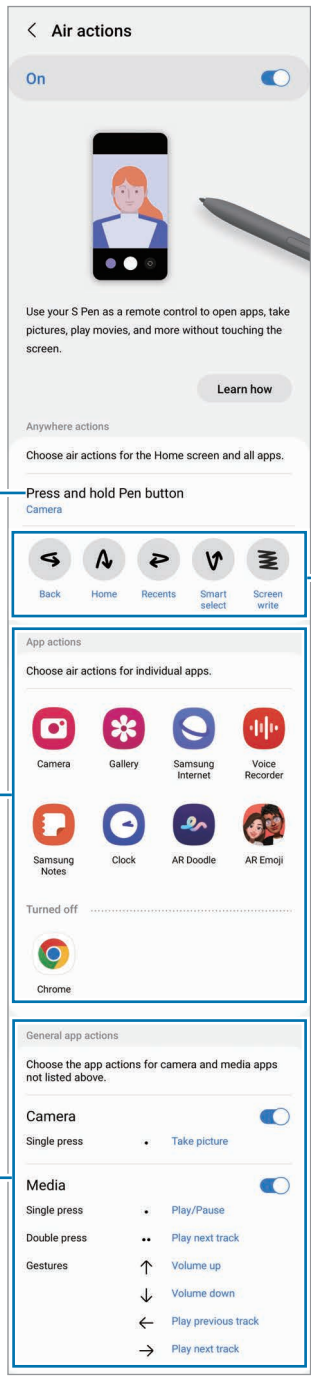 Air actions
On
Use your S Pen as a remote control to open apps, take
pictures, play movies, and more without touching the
screen.
Learn how
Anywhere actions
Choose air actions for the Home screen and all apps.
Press and hold Pen button
Camera
Back Home Recents Smart select Screen write
App actions
Choose air actions for individual apps.
Camera Gallery Samsung Internet Voice Recorder
Samsung Notes Clock AR Doodle AR Emoji
Turned off
Chrome
General app actions
Choose the app actions for camera and media apps
not listed above.
Camera
Single press • Take picture
Media
Single press • Play/Pause
Double press •• Play next track
Gestures ↑ Volume up
↓ Volume down
← Play previous track
→ Play next track